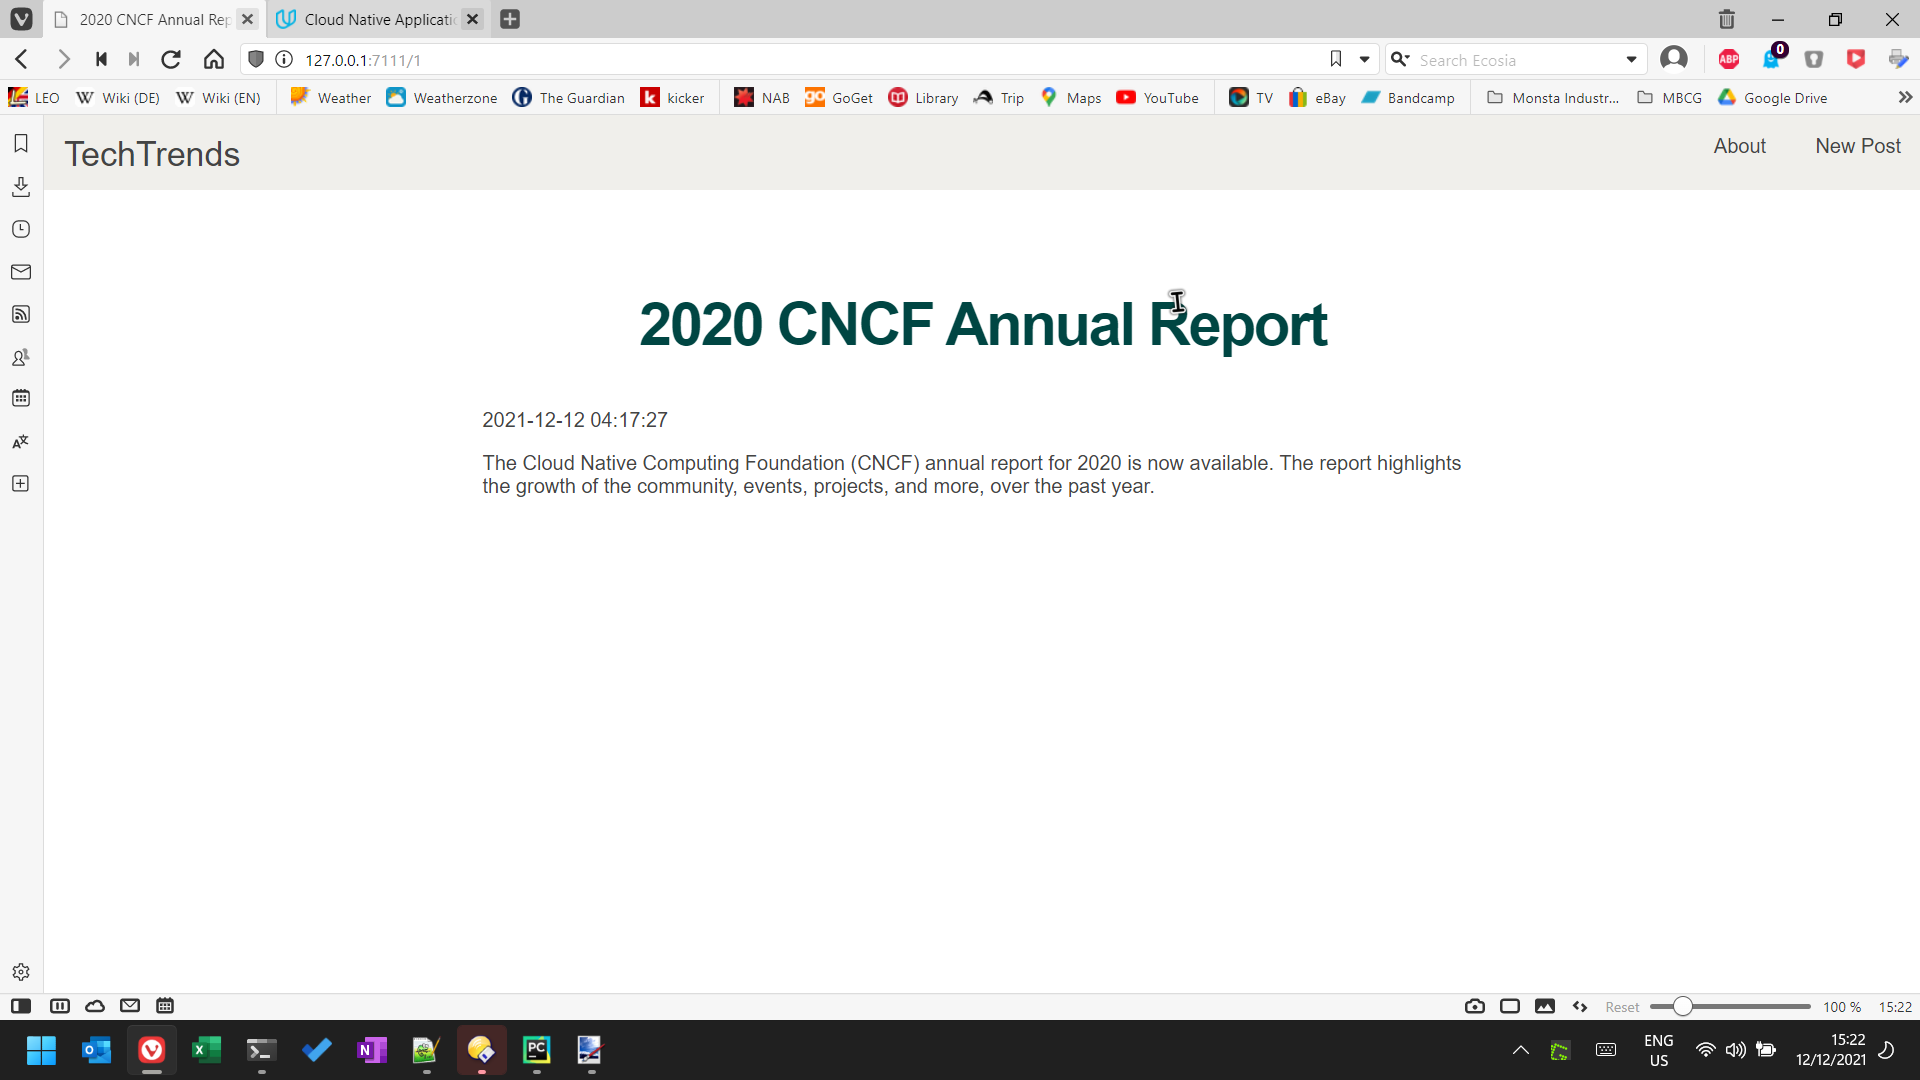 2020 CNCF Annual Rep
Cloud Native Applicati
127.0.0.1:7111/1
Search Ecosia
ABP
0
LEO
W Wiki (DE)
W Wiki (EN)
Weather
Weatherzone
The Guardian
k kicker
NAB
go GoGet
Library
Trip
Maps
YouTube
TV
eBay
Bandcamp
Monsta Industr...
MBCG
Google Drive
TechTrends
About
New Post
2020 CNCF Annual Report
2021-12-12 04:17:27
The Cloud Native Computing Foundation (CNCF) annual report for 2020 is now available. The report highlights
the growth of the community, events, projects, and more, over the past year.
Reset
100 %
15:22
PC
ENG
US
15:22
12/12/2021